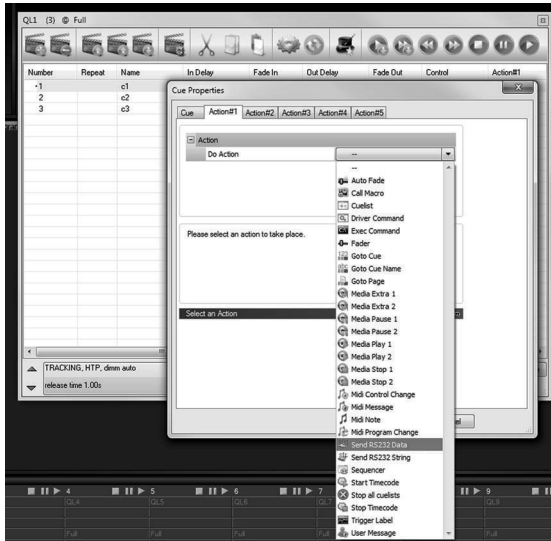 QL1 (3) @ Full
Number Repeat Name In Delay Fade In Out Delay Fade Out Control Action#1
1 c1
2 c2
3 c3
Cue Properties
Cue Action#1 Action#2 Action#3 Action#4 Action#5
Action
Do Action --
--
Auto Fade
Call Macro
Cuelist
Driver Command
Exec Command
Fader
Goto Cue
Goto Cue Name
Goto Page
Media Extra 1
Media Extra 2
Media Pause 1
Media Pause 2
Media Play 1
Media Play 2
Media Stop 1
Media Stop 2
Midi Control Change
Midi Message
Midi Note
Midi Program Change
Send RS232 Data
Send RS232 String
Sequencer
Start Timecode
Stop all cuelists
Stop Timecode
Trigger Label
User Message
Please select an action to take place.
Select an Action
TRACKING, HTP, dimm auto
release time 1.00s
4 5 6 7 9
QL4 QL5 QL6 QL7 QL9
Full Full Full Full Full